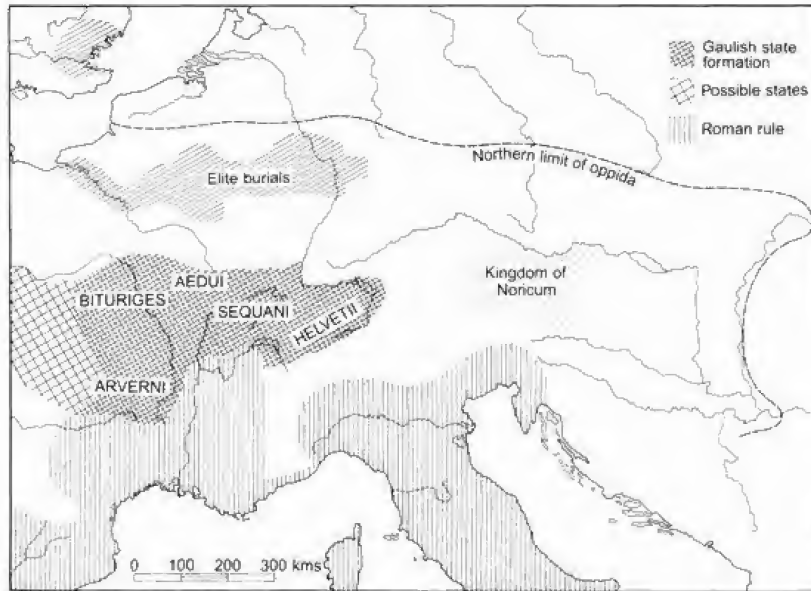 Gaulish state
formation
Possible states
Roman rule
Northern limit of oppida
Elite burials
Kingdom of
Noricum
AEDUI
BITURIGES
SEQUANI
HELVETII
ARVERNI
0 100 200 300 kms